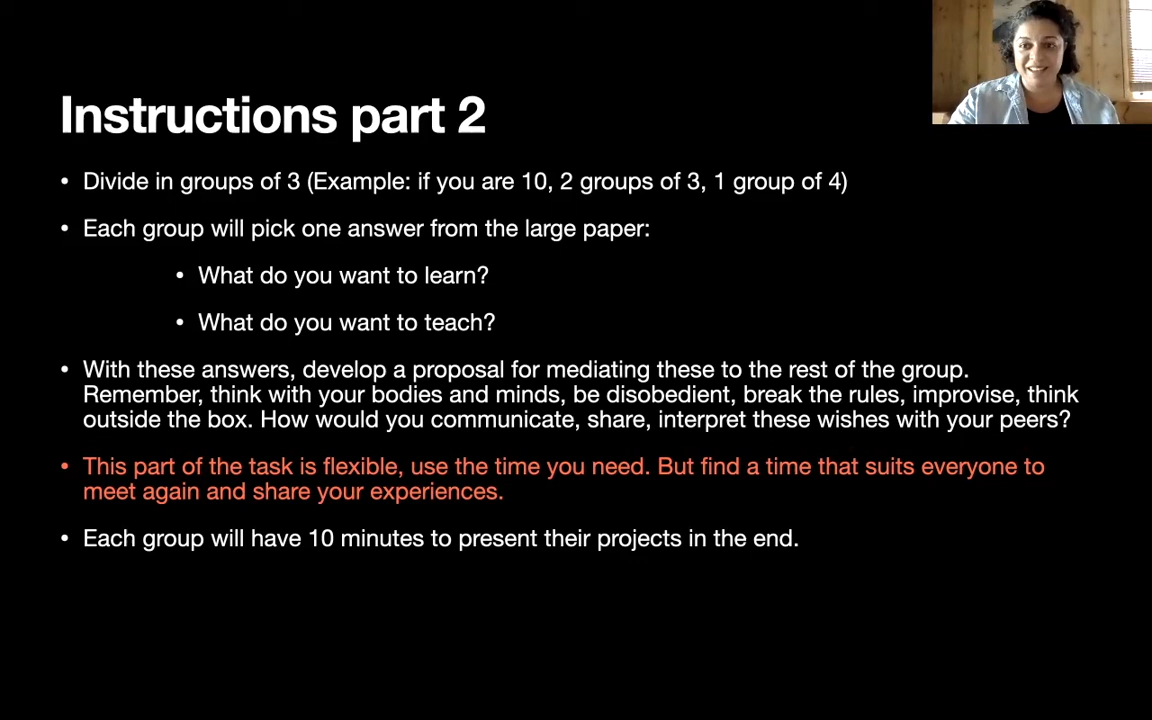 Instructions part 2
• Divide in groups of 3 (Example: if you are 10, 2 groups of 3, 1 group of 4)
• Each group will pick one answer from the large paper:
• What do you want to learn?
• What do you want to teach?
• With these answers, develop a proposal for mediating these to the rest of the group.
Remember, think with your bodies and minds, be disobedient, break the rules, improvise, think
outside the box. How would you communicate, share, interpret these wishes with your peers?
• This part of the task is flexible, use the time you need. But find a time that suits everyone to
meet again and share your experiences.
• Each group will have 10 minutes to present their projects in the end.